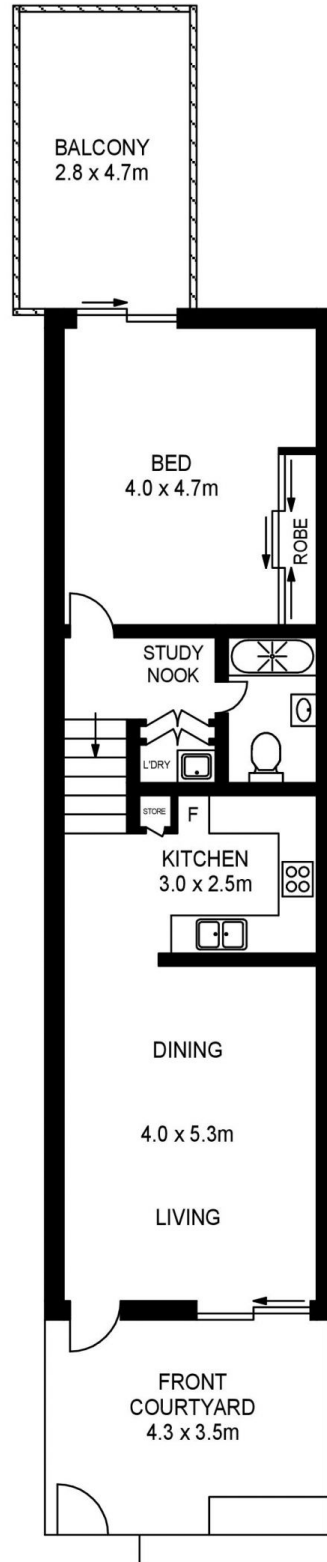 BALCONY
2.8 x 4.7m
BED
4.0 x 4.7m
ROBE
STUDY
NOOK
L'DRY
STORE
F
KITCHEN
3.0 x 2.5m
DINING
4.0 x 5.3m
LIVING
FRONT
COURTYARD
4.3 x 3.5m